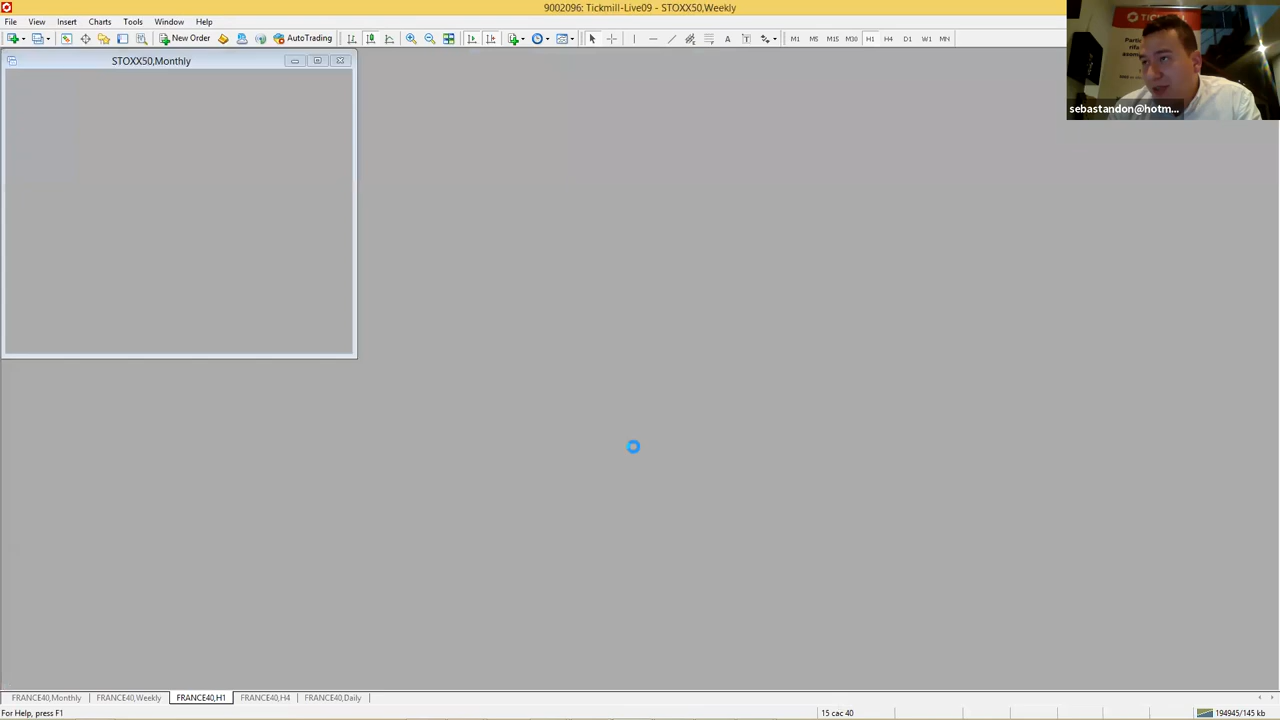 9002096: Tickmill-Live09 - STOXX50,Weekly
File View Insert Charts Tools Window Help
New Order AutoTrading M1 M5 M15 M30 H1 H4 D1 W1 MN
STOXX50,Monthly
TICKMILL
sebastandon@hotm...
FRANCE40,Monthly FRANCE40,Weekly FRANCE40,H1 FRANCE40,H4 FRANCE40,Daily
For Help, press F1 15 cac 40 194945/145 kb